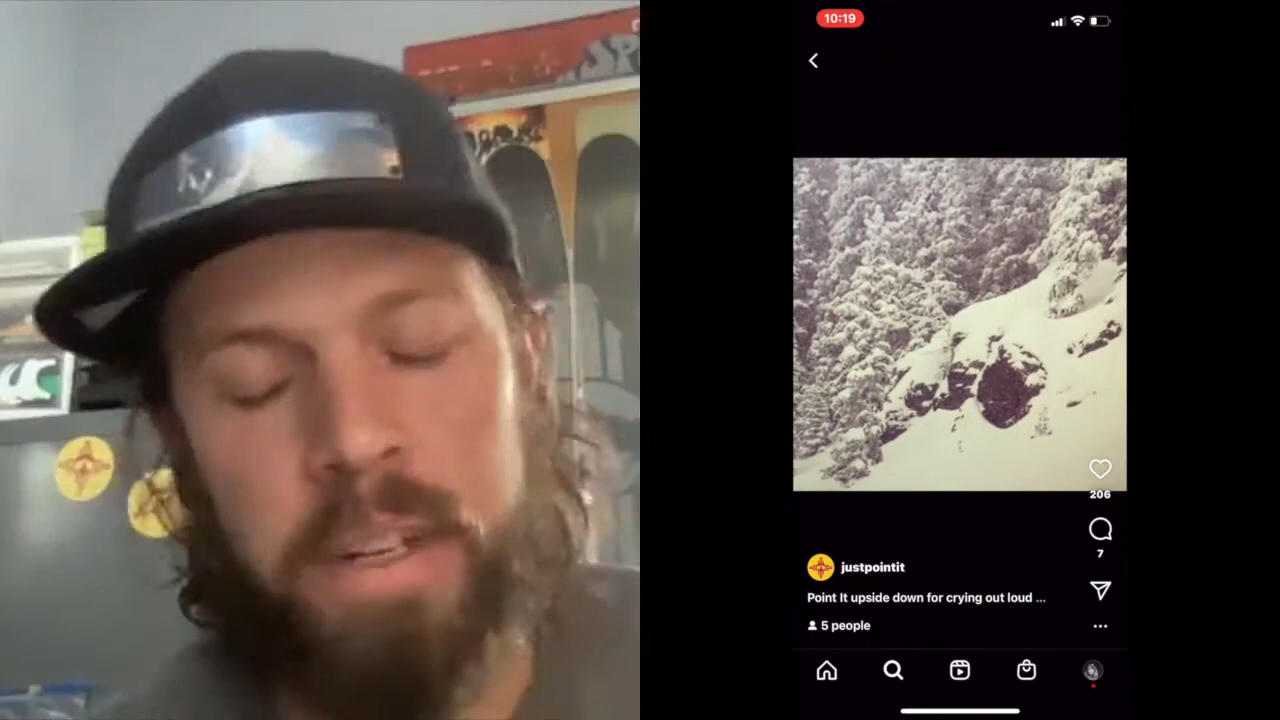 10:19
206
7
justpointit
Point It upside down for crying out loud ...
5 people